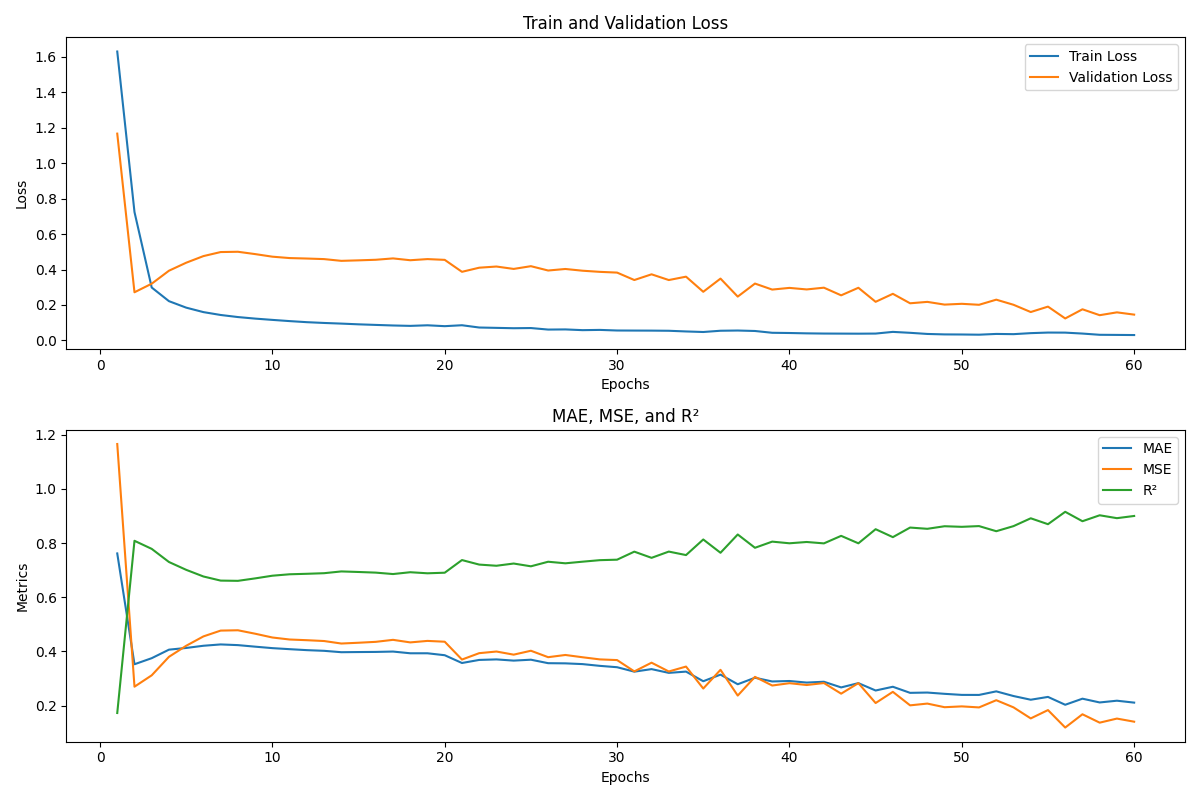 Train and Validation Loss
Train Loss
Validation Loss
1.6
1.4
1.2
1.0
0.8
0.6
0.4
0.2
0.0
Loss
0 10 20 30 40 50 60
Epochs
MAE, MSE, and R²
MAE
MSE
R²
1.2
1.0
0.8
0.6
0.4
0.2
Metrics
0 10 20 30 40 50 60
Epochs